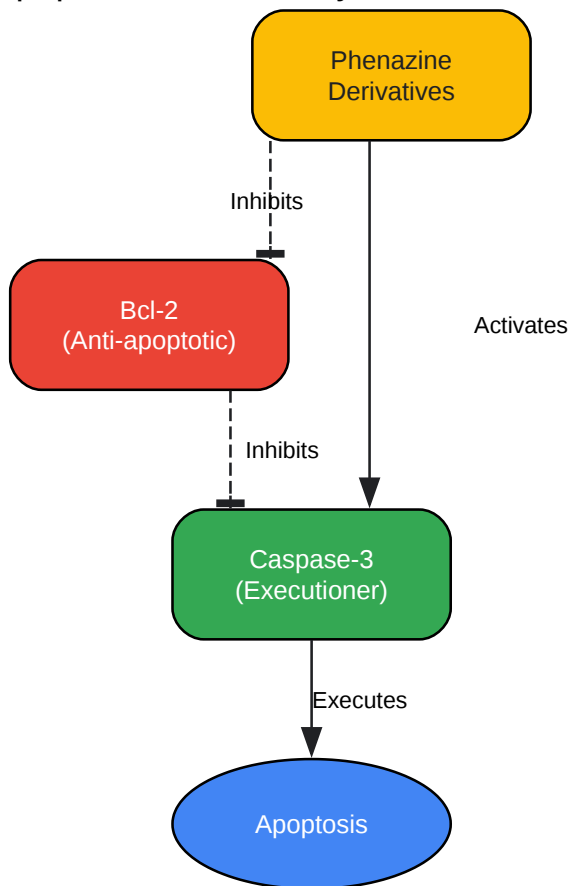 Phenazine
Derivatives
Inhibits
Bcl-2
(Anti-apoptotic)
Activates
Inhibits
Caspase-3
(Executioner)
Executes
Apoptosis